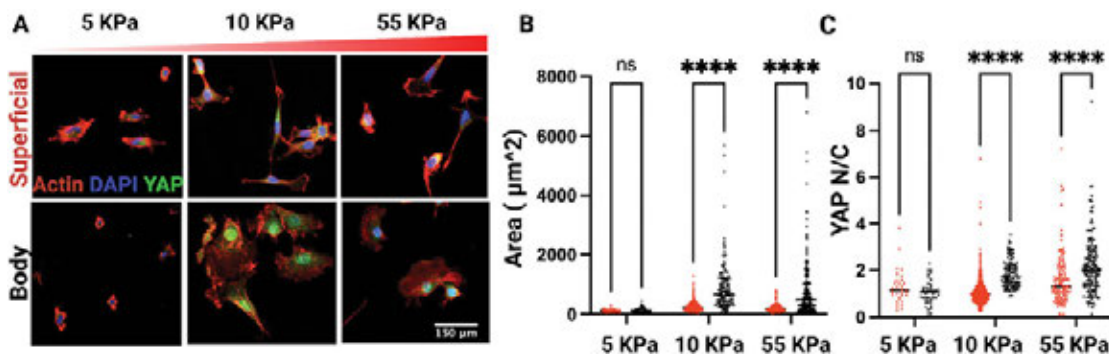 A
5 KPa 10 KPa 55 KPa
Superficial
Actin DAPI YAP
Body
150 µm
B
ns **** ****
Area ( µm^2)
8000
6000
4000
2000
0
5 KPa 10 KPa 55 KPa
C
ns **** ****
YAP N/C
10
8
6
4
2
0
5 KPa 10 KPa 55 KPa